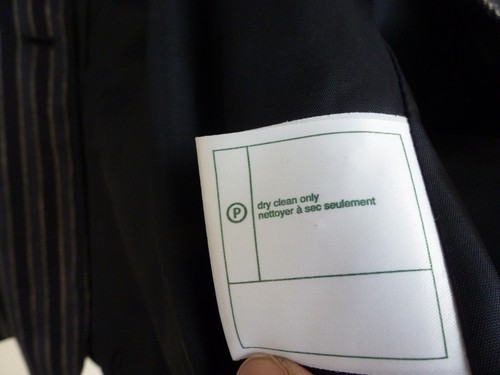 P
dry clean only
nettoyer à sec seulement